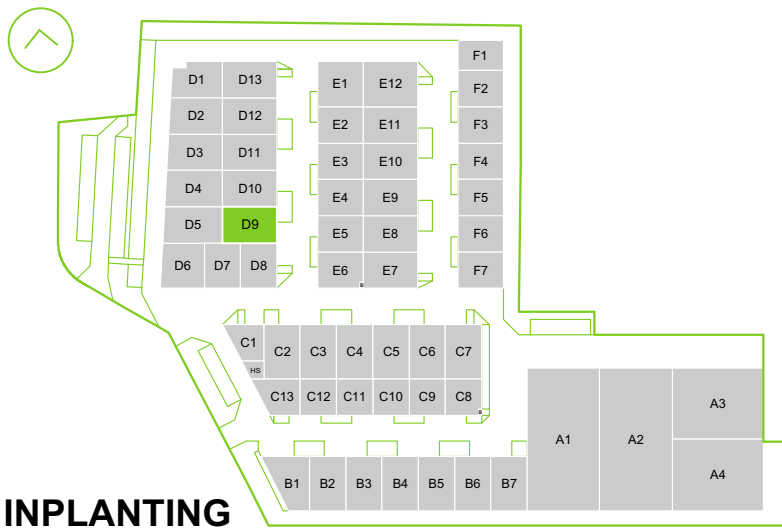 F1
D1 D13 E1 E12 F2
D2 D12 E2 E11 F3
D3 D11 E3 E10 F4
D4 D10 E4 E9 F5
D5 D9 E5 E8 F6
D6 D7 D8 E6 E7 F7
C1 C2 C3 C4 C5 C6 C7
HS
C13 C12 C11 C10 C9 C8
A1 A2 A3
A4
B1 B2 B3 B4 B5 B6 B7
INPLANTING